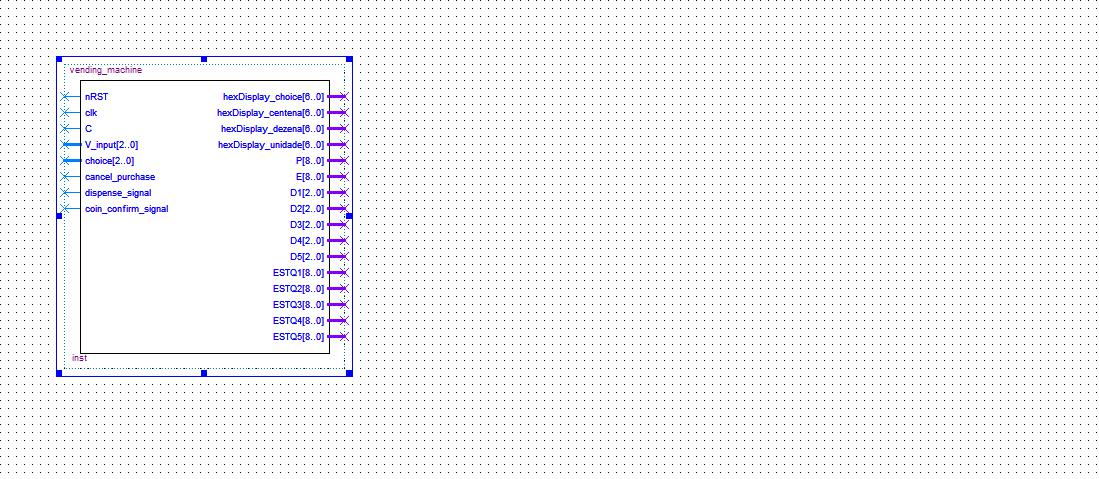 vending_machine
nRST hexDisplay_choice[6..0]
clk hexDisplay_centena[6..0]
C hexDisplay_dezena[6..0]
V_input[2..0] hexDisplay_unidade[6..0]
choice[2..0] P[8..0]
cancel_purchase E[8..0]
dispense_signal D1[2..0]
coin_confirm_signal D2[2..0]
D3[2..0]
D4[2..0]
D5[2..0]
ESTQ1[8..0]
ESTQ2[8..0]
ESTQ3[8..0]
ESTQ4[8..0]
ESTQ5[8..0]
inst